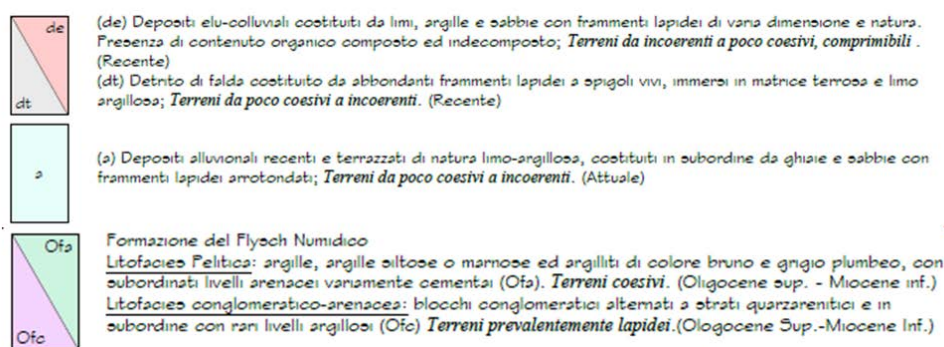 de
dt
(de) Depositi elu-colluviali costituiti da limi, argille e sabbie con frammenti lapidei di varia dimensione e natura.
Presenza di contenuto organico composto ed indecomposto; Terreni da incoerenti a poco coesivi, comprimibili .
(Recente)
(dt) Detrito di falda costituito da abbondanti frammenti lapidei a spigoli vivi, immersi in matrice terrosa e limo
argillosa; Terreni da poco coesivi a incoerenti. (Recente)
a
(a) Depositi alluvionali recenti e terrazzati di natura limo-argillosa, costituiti in subordine da ghiaie e sabbie con
frammenti lapidei arrotondati; Terreni da poco coesivi a incoerenti. (Attuale)
Ofa
Ofc
Formazione del Flysch Numidico
Litofacies Pelitica: argille, argille siltose o marnose ed argilliti di colore bruno e grigio plumbeo, con
subordinati livelli arenacei variamente cementai (Ofa). Terreni coesivi. (Oligocene sup. - Miocene inf.)
Litofacies conglomeratico-arenacea: blocchi conglomeratici alternati a strati quarzarenitici e in
subordine con rari livelli argillosi (Ofc) Terreni prevalentemente lapidei.(Ologocene Sup.-Miocene Inf.)